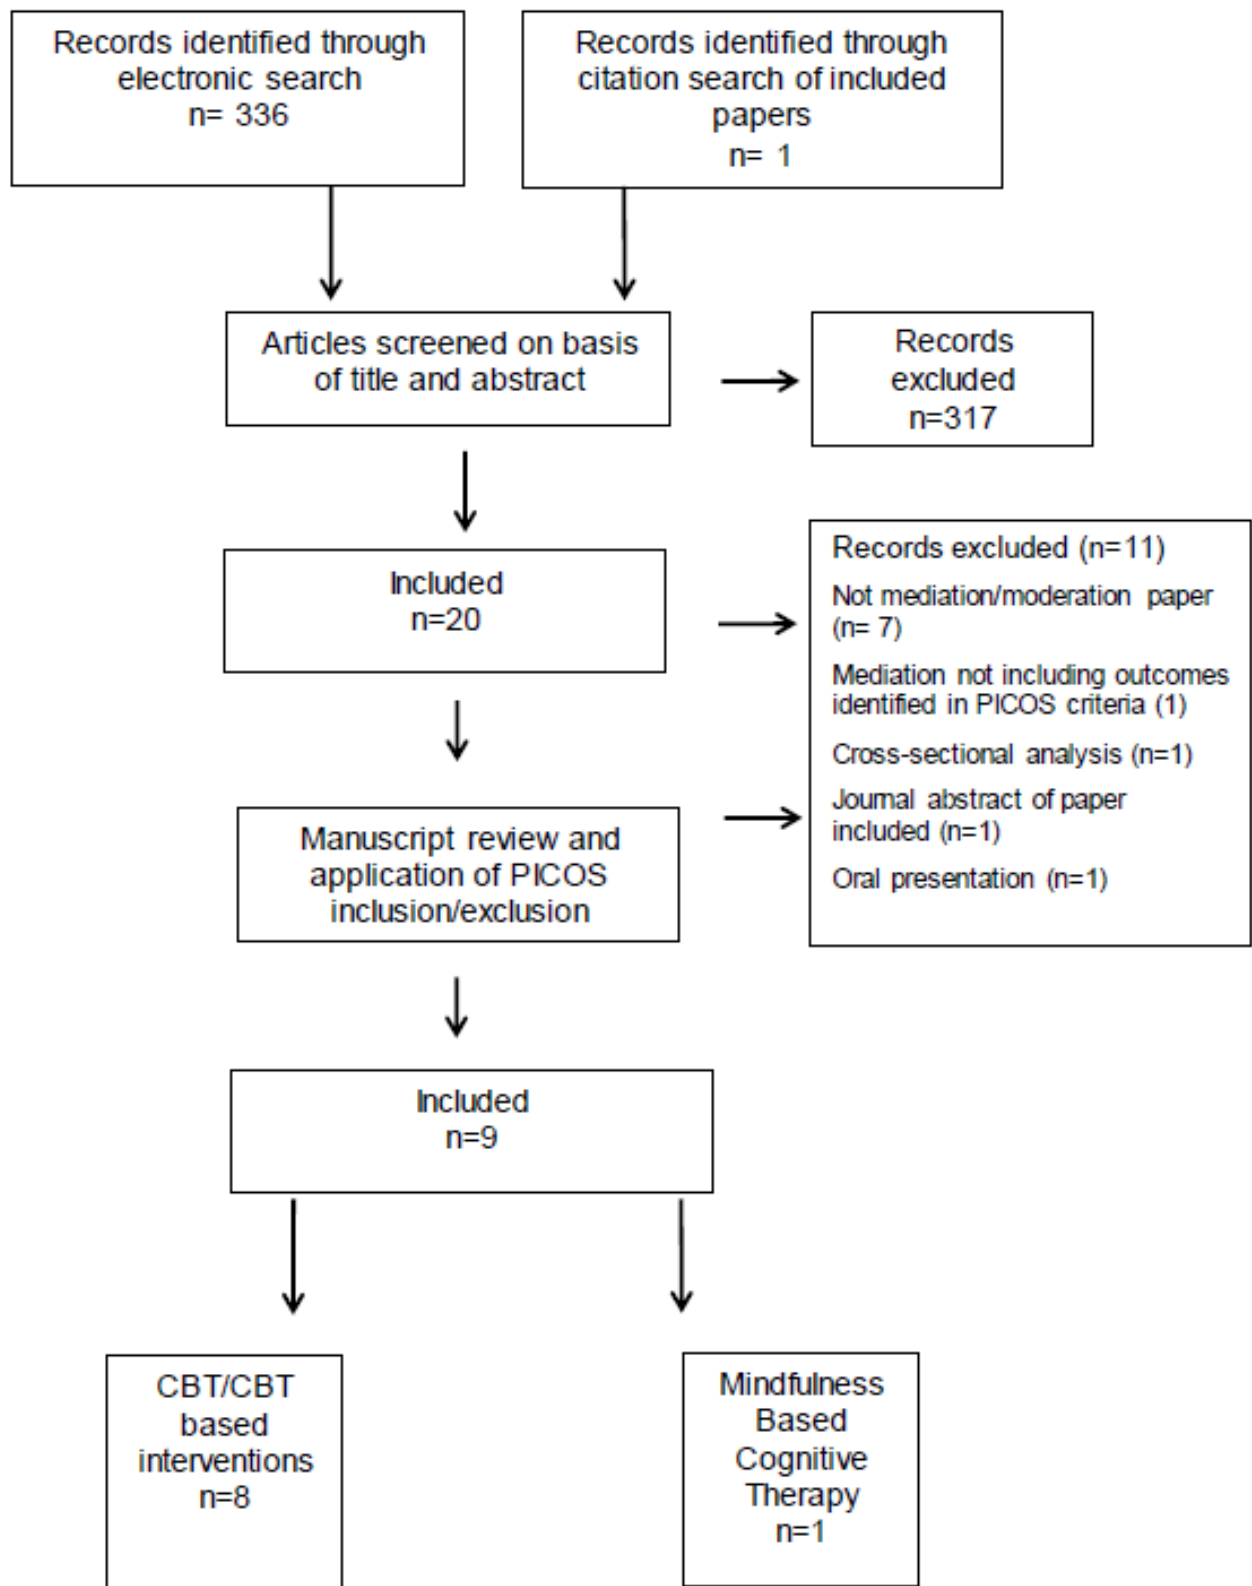 Records identified through
electronic search
n= 336
Records identified through
citation search of included
papers
n= 1
Articles screened on basis
of title and abstract
Records
excluded
n=317
Included
n=20
Records excluded (n=11)
Not mediation/moderation paper
(n= 7)
Mediation not including outcomes
identified in PICOS criteria (1)
Cross-sectional analysis (n=1)
Journal abstract of paper
included (n=1)
Oral presentation (n=1)
Manuscript review and
application of PICOS
inclusion/exclusion
Included
n=9
CBT/CBT
based
interventions
n=8
Mindfulness
Based
Cognitive
Therapy
n=1